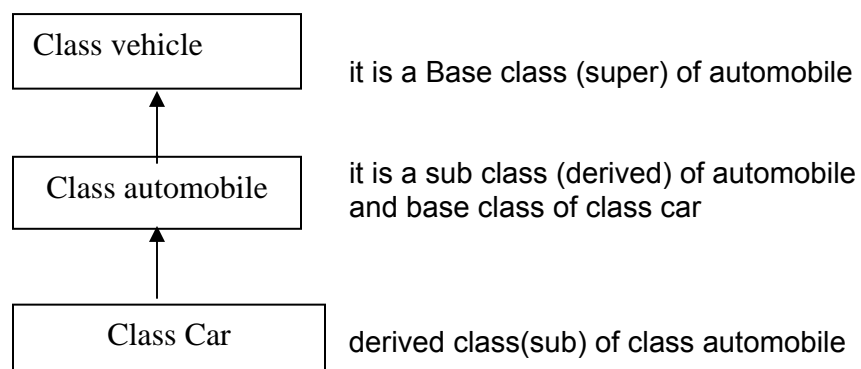 Class vehicle
it is a Base class (super) of automobile
Class automobile
it is a sub class (derived) of automobile
and base class of class car
Class Car
derived class(sub) of class automobile